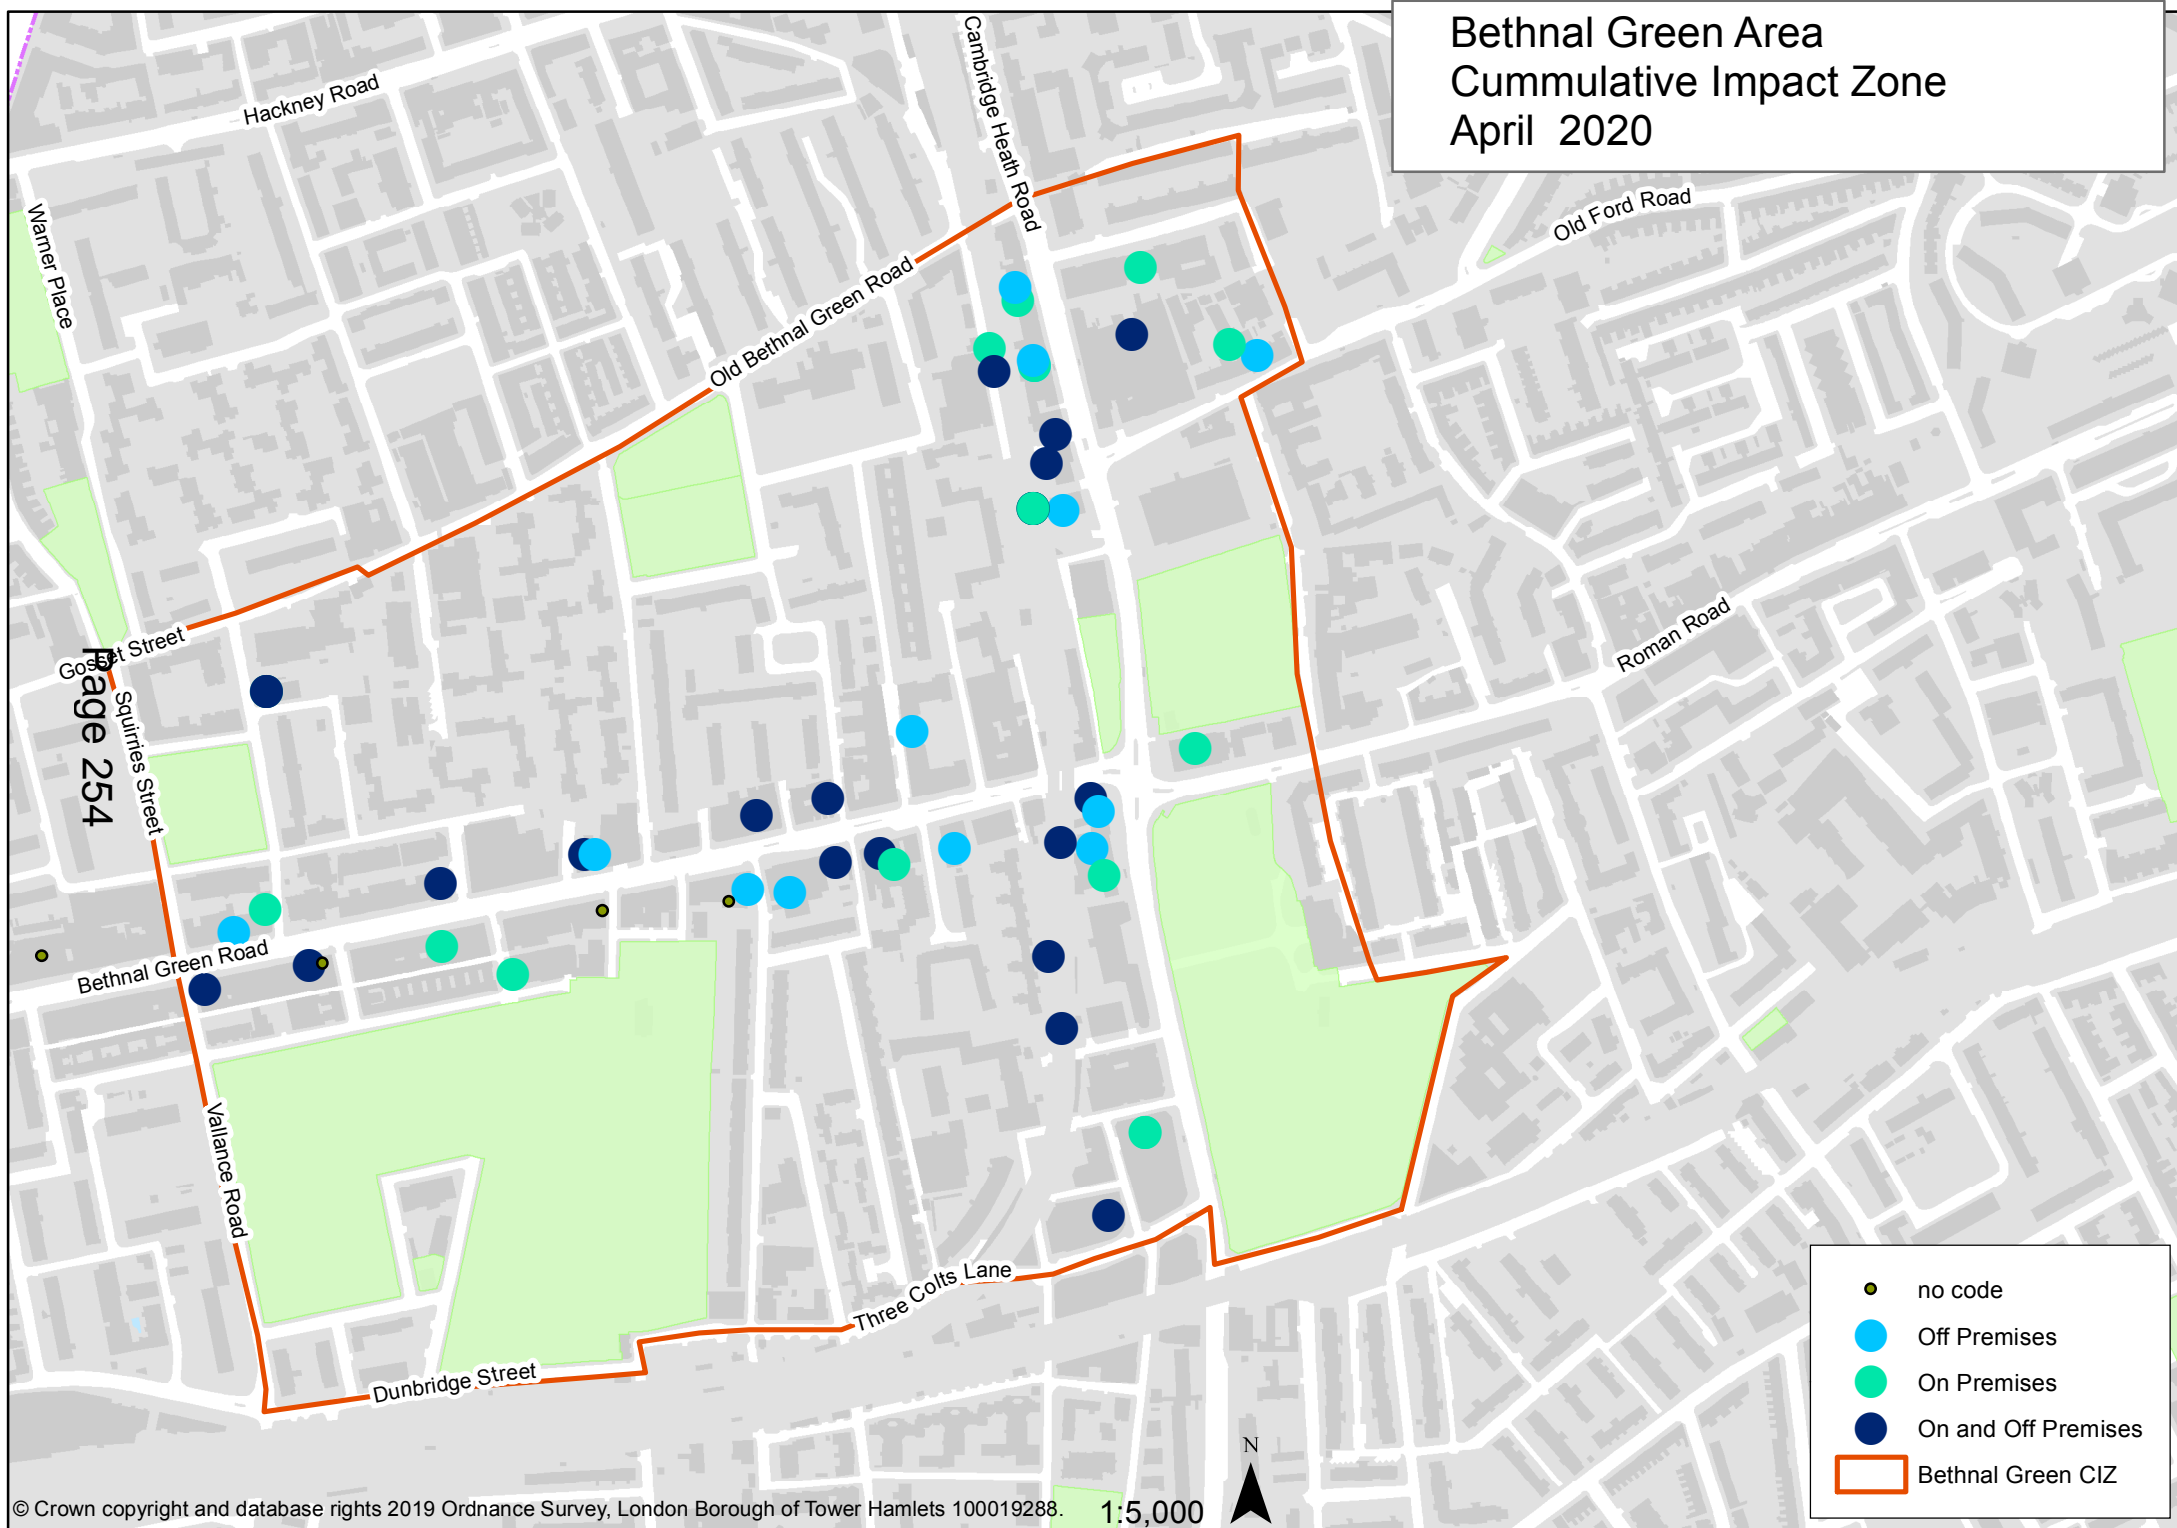 Bethnal Green Area
Cummulative Impact Zone
April 2020
Hackney Road
Cambridge Heath Road
Warner Place
Old Ford Road
Old Bethnal Green Road
Gosset Street
Page 254
Squirries Street
Roman Road
Bethnal Green Road
Vallance Road
Three Colts Lane
Dunbridge Street
no code
Off Premises
On Premises
On and Off Premises
Bethnal Green CIZ
N
© Crown copyright and database rights 2019 Ordnance Survey, London Borough of Tower Hamlets 100019288.
1:5,000